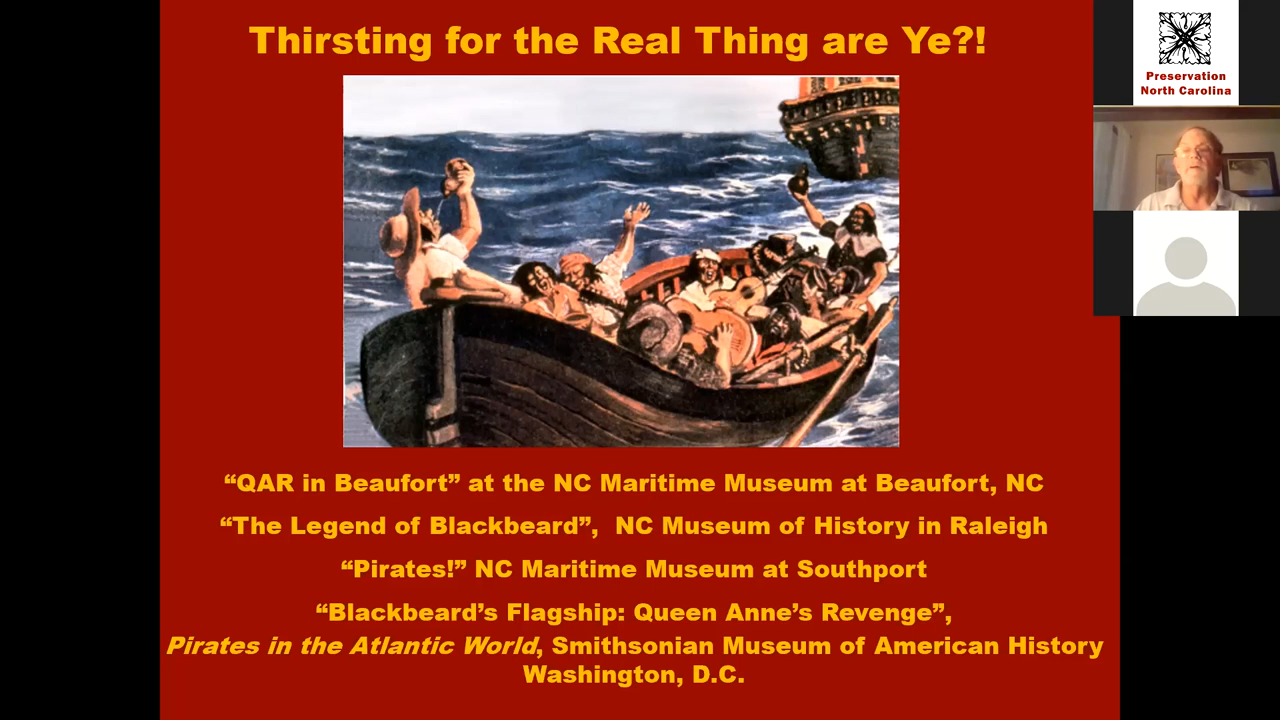 Thirsting for the Real Thing are Ye?!
Preservation
North Carolina
“QAR in Beaufort” at the NC Maritime Museum at Beaufort, NC
“The Legend of Blackbeard”,  NC Museum of History in Raleigh
“Pirates!” NC Maritime Museum at Southport
“Blackbeard’s Flagship: Queen Anne’s Revenge”,
Pirates in the Atlantic World, Smithsonian Museum of American History
Washington, D.C.